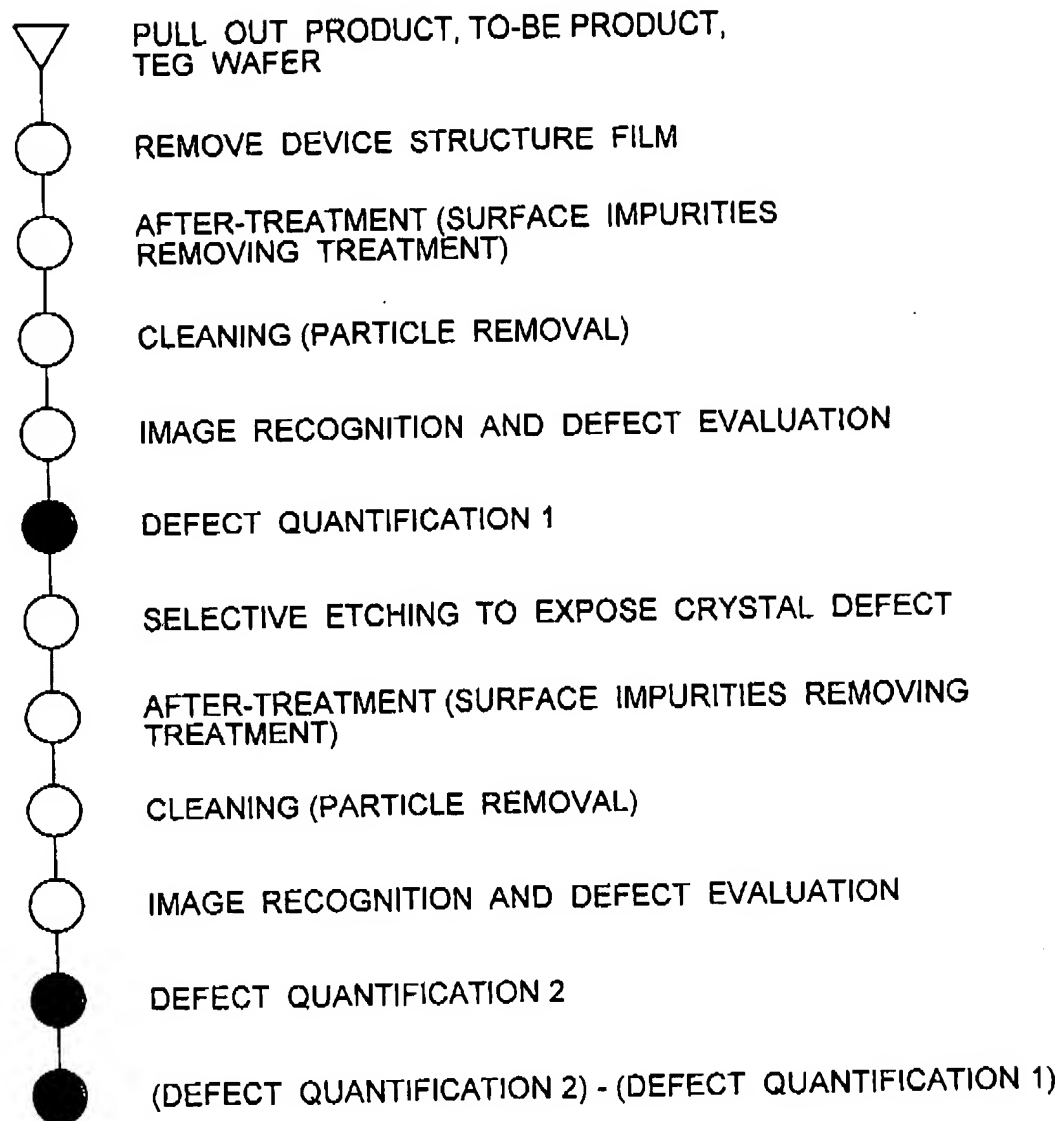 PULL OUT PRODUCT, TO-BE PRODUCT,
TEG WAFER
REMOVE DEVICE STRUCTURE FILM
AFTER-TREATMENT (SURFACE IMPURITIES
REMOVING TREATMENT)
CLEANING (PARTICLE REMOVAL)
IMAGE RECOGNITION AND DEFECT EVALUATION
DEFECT QUANTIFICATION 1
SELECTIVE ETCHING TO EXPOSE CRYSTAL DEFECT
AFTER-TREATMENT (SURFACE IMPURITIES REMOVING
TREATMENT)
CLEANING (PARTICLE REMOVAL)
IMAGE RECOGNITION AND DEFECT EVALUATION
DEFECT QUANTIFICATION 2
(DEFECT QUANTIFICATION 2) - (DEFECT QUANTIFICATION 1)